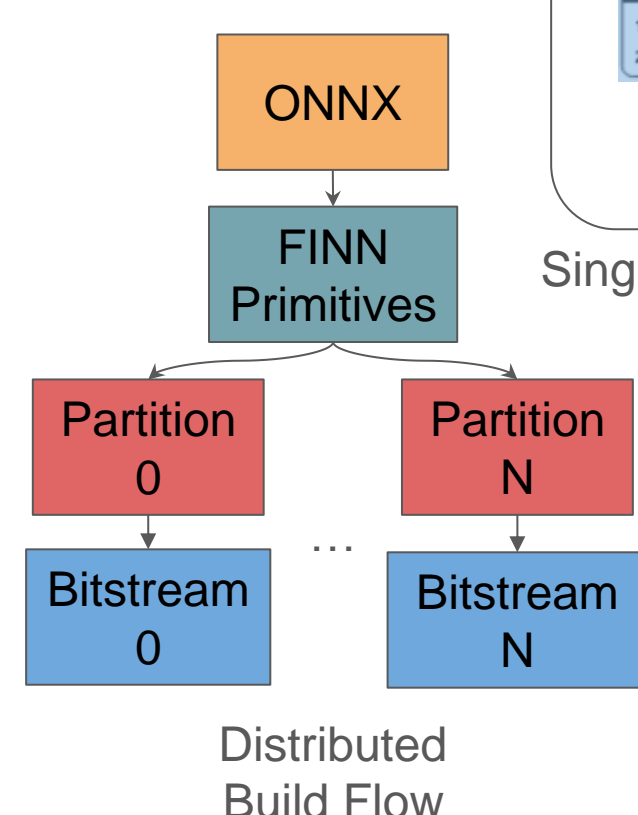 ONNX
FINN
Primitives
Sing
Partition
0
Partition
N
…
Bitstream
0
Bitstream
N
Distributed
Build Flow